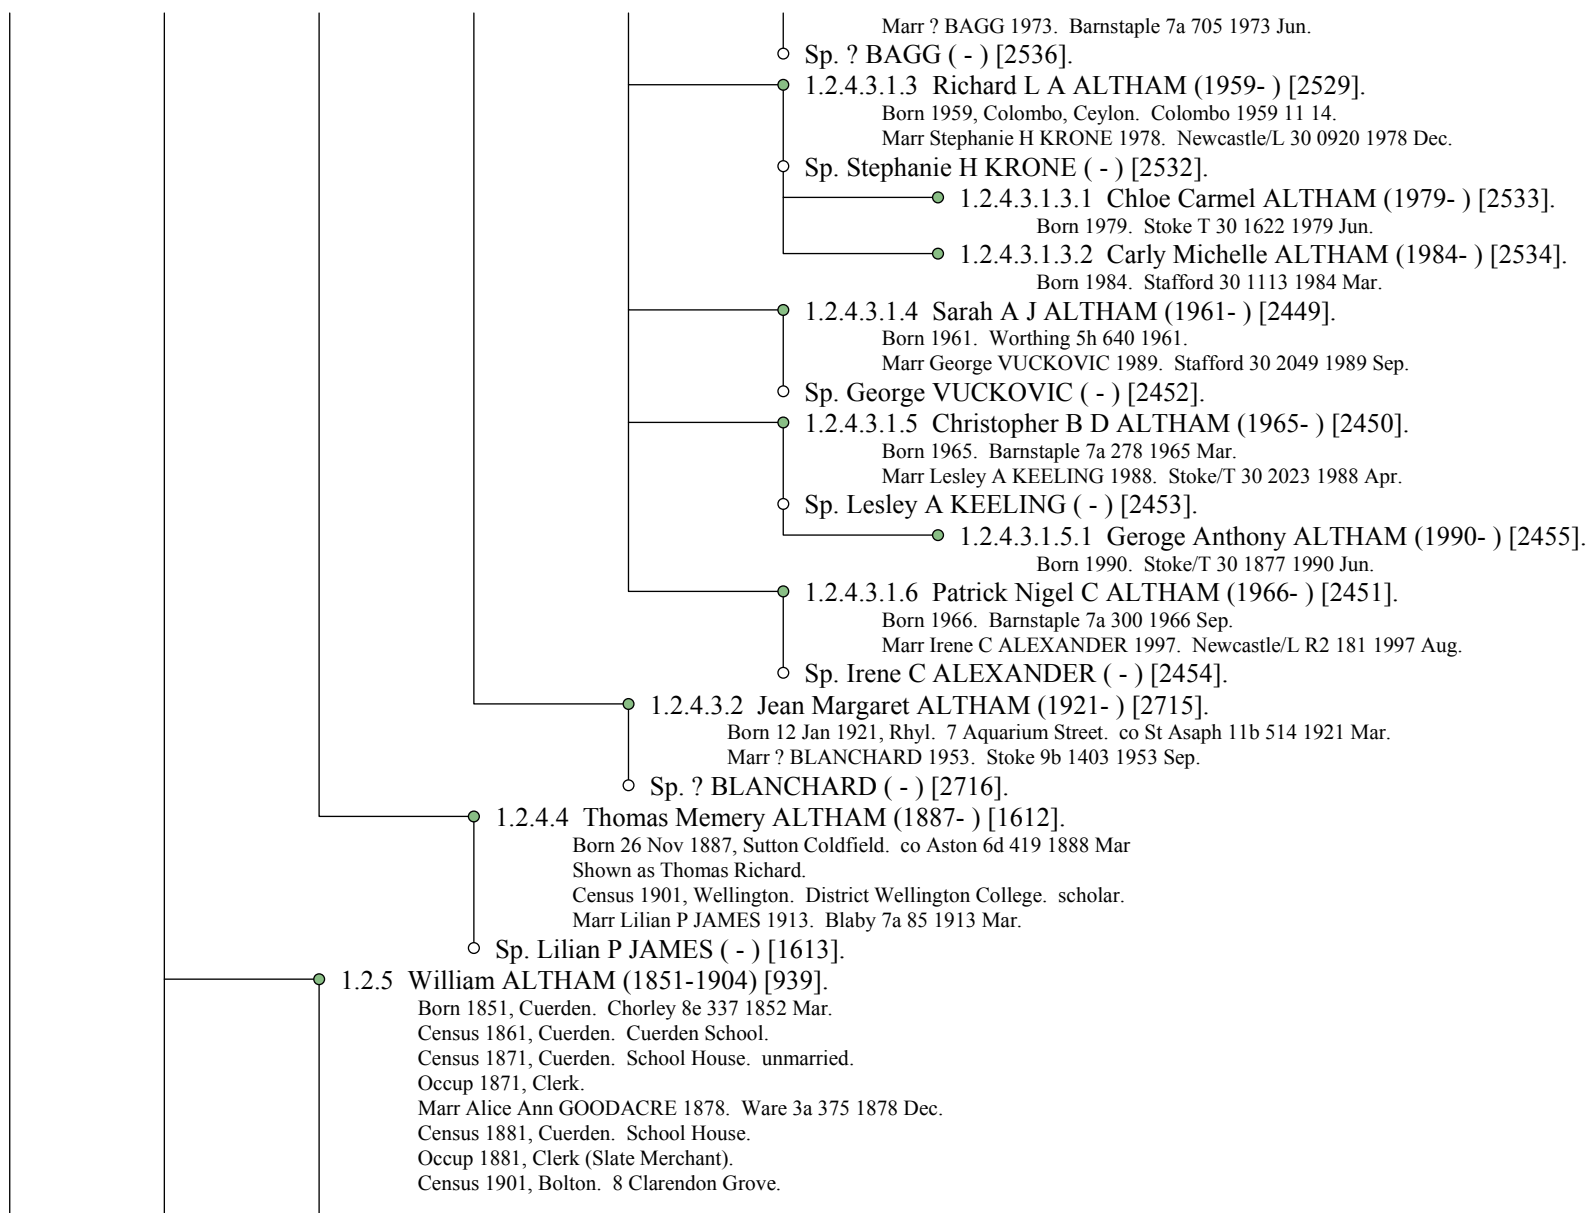 Marr ? BAGG 1973. Barnstaple 7a 705 1973 Jun.
Sp. ? BAGG ( - ) [2536].
1.2.4.3.1.3 Richard L A ALTHAM (1959- ) [2529].
Born 1959, Colombo, Ceylon. Colombo 1959 11 14.
Marr Stephanie H KRONE 1978. Newcastle/L 30 0920 1978 Dec.
Sp. Stephanie H KRONE ( - ) [2532].
1.2.4.3.1.3.1 Chloe Carmel ALTHAM (1979- ) [2533].
Born 1979. Stoke T 30 1622 1979 Jun.
1.2.4.3.1.3.2 Carly Michelle ALTHAM (1984- ) [2534].
Born 1984. Stafford 30 1113 1984 Mar.
1.2.4.3.1.4 Sarah A J ALTHAM (1961- ) [2449].
Born 1961. Worthing 5h 640 1961.
Marr George VUCKOVIC 1989. Stafford 30 2049 1989 Sep.
Sp. George VUCKOVIC ( - ) [2452].
1.2.4.3.1.5 Christopher B D ALTHAM (1965- ) [2450].
Born 1965. Barnstaple 7a 278 1965 Mar.
Marr Lesley A KEELING 1988. Stoke/T 30 2023 1988 Apr.
Sp. Lesley A KEELING ( - ) [2453].
1.2.4.3.1.5.1 Geroge Anthony ALTHAM (1990- ) [2455].
Born 1990. Stoke/T 30 1877 1990 Jun.
1.2.4.3.1.6 Patrick Nigel C ALTHAM (1966- ) [2451].
Born 1966. Barnstaple 7a 300 1966 Sep.
Marr Irene C ALEXANDER 1997. Newcastle/L R2 181 1997 Aug.
Sp. Irene C ALEXANDER ( - ) [2454].
1.2.4.3.2 Jean Margaret ALTHAM (1921- ) [2715].
Born 12 Jan 1921, Rhyl. 7 Aquarium Street. co St Asaph 11b 514 1921 Mar.
Marr ? BLANCHARD 1953. Stoke 9b 1403 1953 Sep.
Sp. ? BLANCHARD ( - ) [2716].
1.2.4.4 Thomas Memery ALTHAM (1887- ) [1612].
Born 26 Nov 1887, Sutton Coldfield. co Aston 6d 419 1888 Mar
Shown as Thomas Richard.
Census 1901, Wellington. District Wellington College. scholar.
Marr Lilian P JAMES 1913. Blaby 7a 85 1913 Mar.
Sp. Lilian P JAMES ( - ) [1613].
1.2.5 William ALTHAM (1851-1904) [939].
Born 1851, Cuerden. Chorley 8e 337 1852 Mar.
Census 1861, Cuerden. Cuerden School.
Census 1871, Cuerden. School House. unmarried.
Occup 1871, Clerk.
Marr Alice Ann GOODACRE 1878. Ware 3a 375 1878 Dec.
Census 1881, Cuerden. School House.
Occup 1881, Clerk (Slate Merchant).
Census 1901, Bolton. 8 Clarendon Grove.